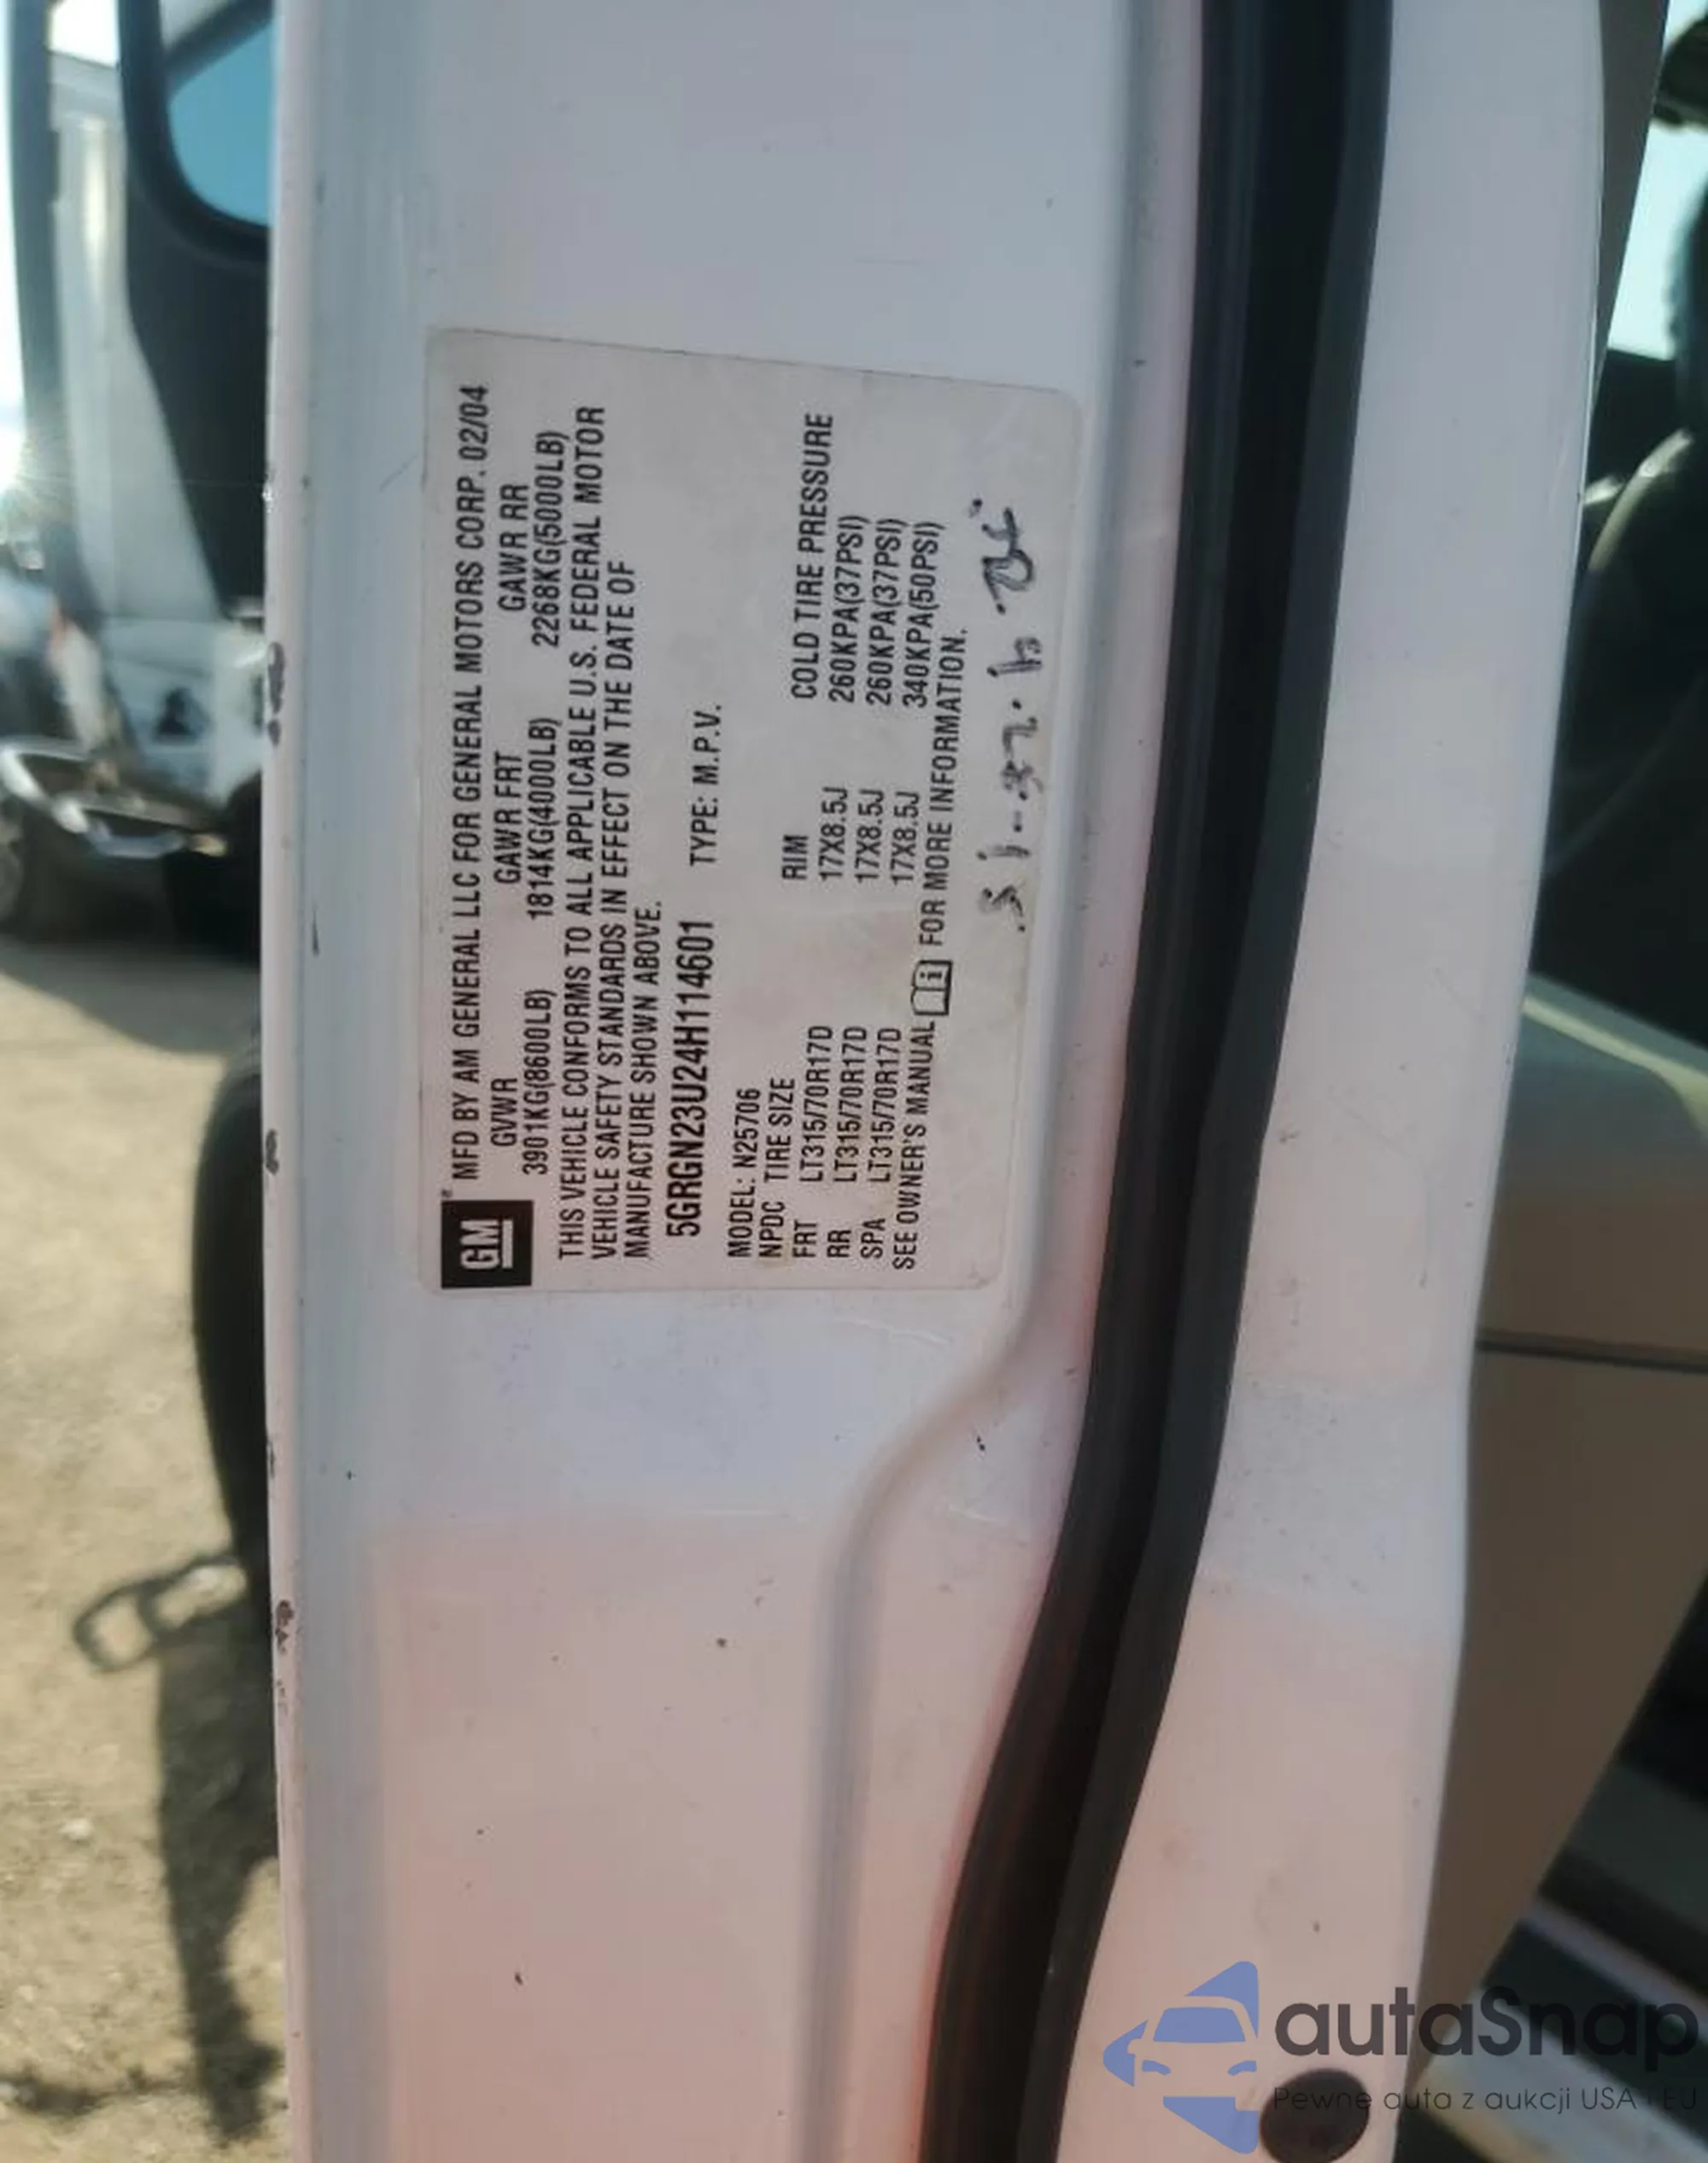 GM
MFD BY AM GENERAL LLC FOR GENERAL MOTORS CORP. 02/04
GVWR GAWR FRT GAWR RR
3901KG(8600LB) 1814KG(4000LB) 2268KG(5000LB)
THIS VEHICLE CONFORMS TO ALL APPLICABLE U.S. FEDERAL MOTOR
VEHICLE SAFETY STANDARDS IN EFFECT ON THE DATE OF
MANUFACTURE SHOWN ABOVE.
5GRGN23U24H114601 TYPE: M.P.V.
MODEL: N25706
NPDC TIRE SIZE RIM COLD TIRE PRESSURE
FRT LT315/70R17D 17X8.5J 260KPA(37PSI)
RR LT315/70R17D 17X8.5J 260KPA(37PSI)
SPA LT315/70R17D 17X8.5J 340KPA(50PSI)
SEE OWNER'S MANUAL FOR MORE INFORMATION.
autaSnap
Pewne auta z aukcji USA i EU